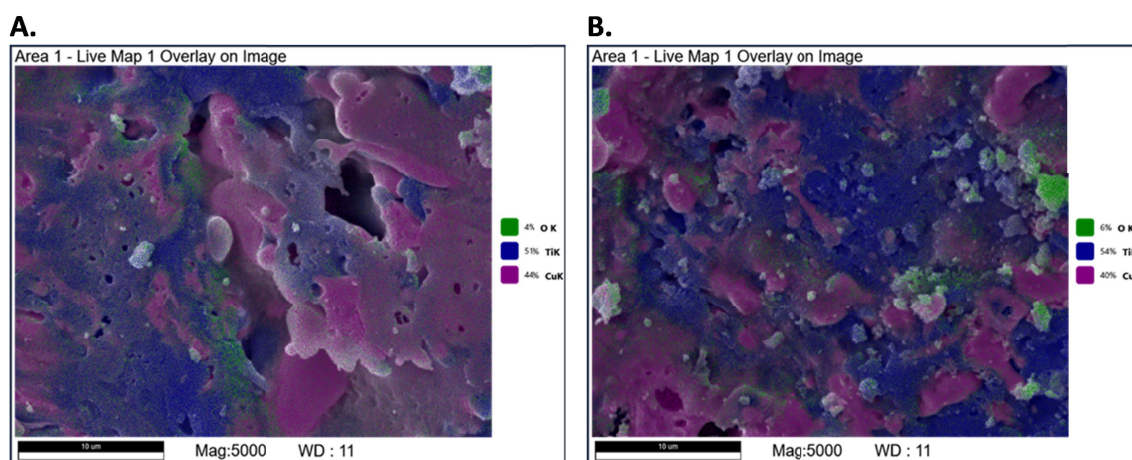 A.
Area 1 - Live Map 1 Overlay on Image
4% O K
51% TiK
44% CuK
10 um
Mag:5000 WD : 11
B.
Area 1 - Live Map 1 Overlay on Image
6% O K
54% Ti
40% Cu
10 um
Mag:5000 WD : 11